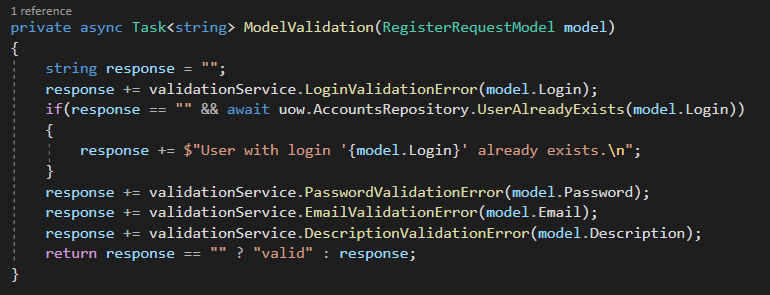 1 reference
private async Task<string> ModelValidation(RegisterRequestModel model)
{
    string response = "";
    response += validationService.LoginValidationError(model.Login);
    if(response == "" && await uow.AccountsRepository.UserAlreadyExists(model.Login))
    {
        response += $"User with login '{model.Login}' already exists.\n";
    }
    response += validationService.PasswordValidationError(model.Password);
    response += validationService.EmailValidationError(model.Email);
    response += validationService.DescriptionValidationError(model.Description);
    return response == "" ? "valid" : response;
}